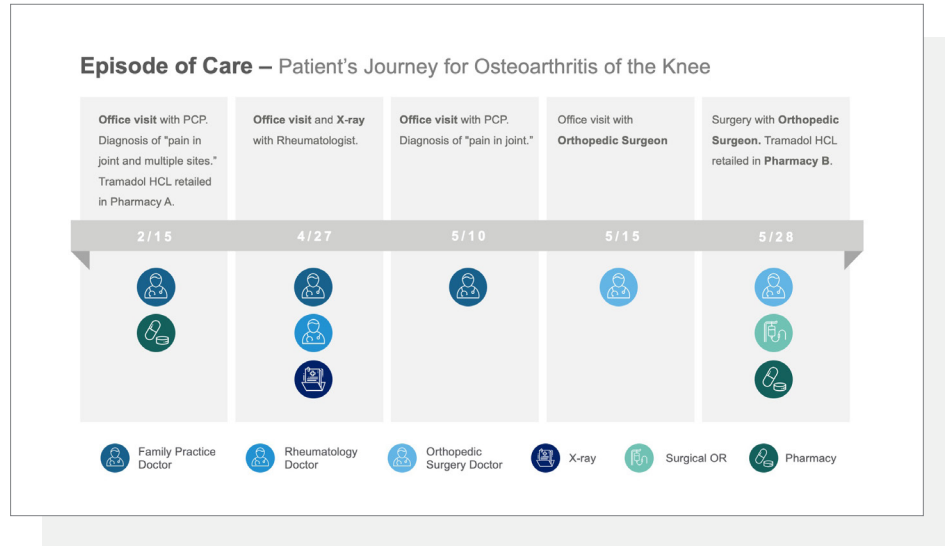 Episode of Care – Patient's Journey for Osteoarthritis of the Knee
Office visit with PCP.
Diagnosis of "pain in
joint and multiple sites."
Tramadol HCL retailed
in Pharmacy A.
Office visit and X-ray
with Rheumatologist.
Office visit with PCP.
Diagnosis of "pain in joint."
Office visit with
Orthopedic Surgeon
Surgery with Orthopedic
Surgeon. Tramadol HCL
retailed in Pharmacy B.
2/15
4/27
5/10
5/15
5/28
Family Practice
Doctor
Rheumatology
Doctor
Orthopedic
Surgery Doctor
X-ray
Surgical OR
Pharmacy